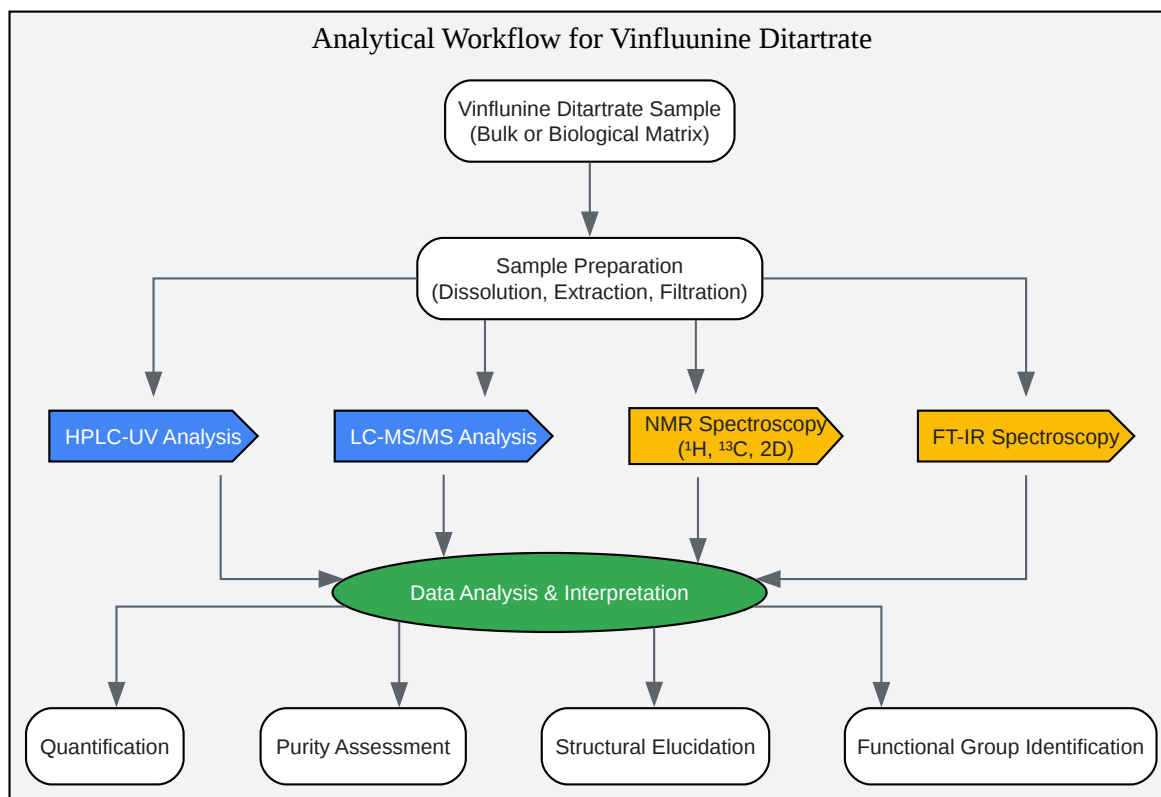 Analytical Workflow for Vinfluunine Ditartrate
Vinflunine Ditartrate Sample
(Bulk or Biological Matrix)
Sample Preparation
(Dissolution, Extraction, Filtration)
HPLC-UV Analysis
LC-MS/MS Analysis
NMR Spectroscopy
(¹H, ¹³C, 2D)
FT-IR Spectroscopy
Data Analysis & Interpretation
Quantification
Purity Assessment
Structural Elucidation
Functional Group Identification